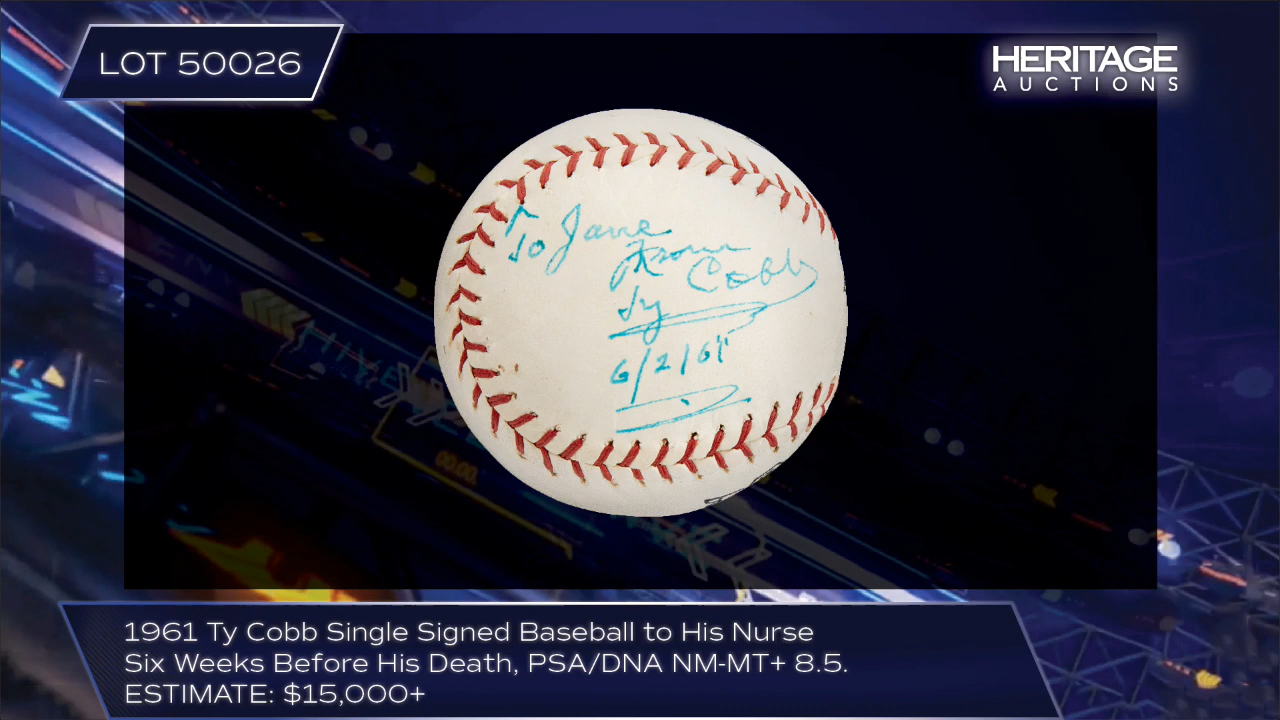 LOT 50026
HERITAGE
AUCTIONS
To Jane
From
Ty Cobb
6/2/61
1961 Ty Cobb Single Signed Baseball to His Nurse
Six Weeks Before His Death, PSA/DNA NM-MT+ 8.5.
ESTIMATE: $15,000+